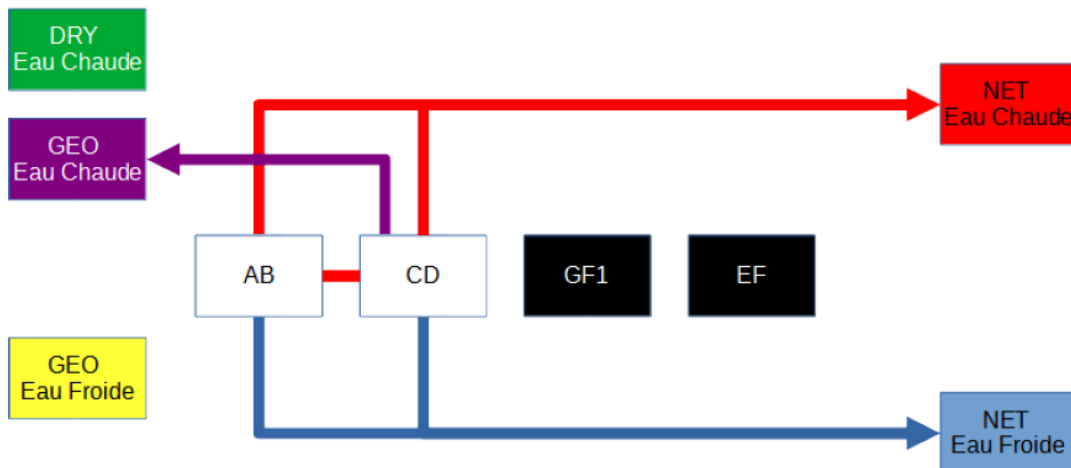 DRY
Eau Chaude
NET
Eau Chaude
GEO
Eau Chaude
AB
CD
GF1
EF
GEO
Eau Froide
NET
Eau Froide